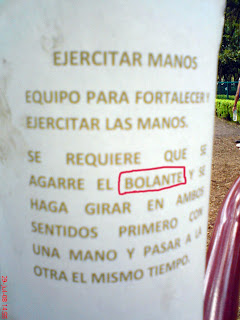 EJERCITAR MANOS
EQUIPO PARA FORTALECER Y
EJERCITAR LAS MANOS.
SE REQUIERE QUE SE
AGARRE EL BOLANTE Y SE
HAGA GIRAR EN AMBOS
SENTIDOS PRIMERO CON
UNA MANO Y PASAR A LA
OTRA EL MISMO TIEMPO.